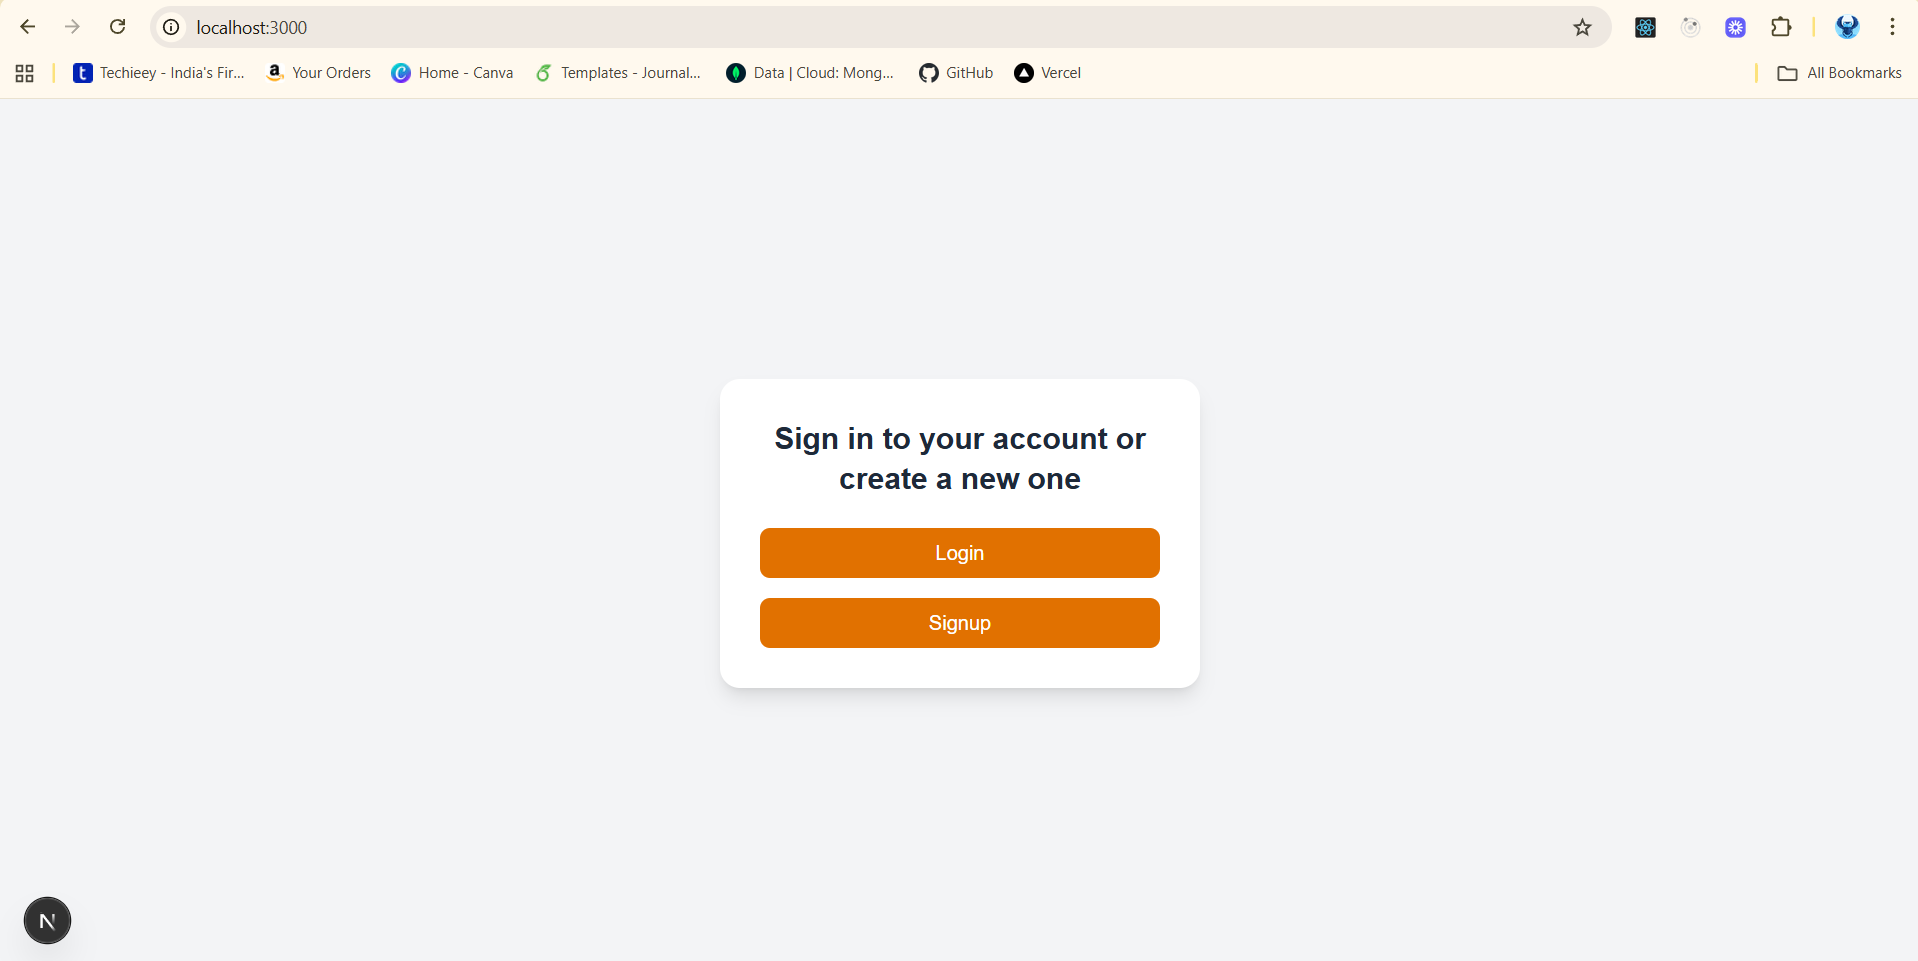 localhost:3000
Techieey - India's Fir...
Your Orders
Home - Canva
Templates - Journal...
Data | Cloud: Mong...
GitHub
Vercel
All Bookmarks
Sign in to your account or
create a new one
Login
Signup
N